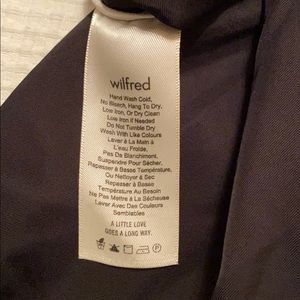 wilfred
Hand Wash Cold,
No Bleach, Hang To Dry,
Low Iron, Or Dry Clean
Low Iron If Needed
Do Not Tumble Dry
Wash With Like Colours
Laver À La Main À
L'eau Froide,
Pas De Blanchiment,
Suspendre Pour Sécher,
Repasser À Basse Température,
Ou Nettoyer À Sec
Repasser À Basse
Température Au Besoin
Ne Pas Mettre À La Sécheuse
Laver Avec Des Couleurs
Semblables
A LITTLE LOVE
GOES A LONG WAY.